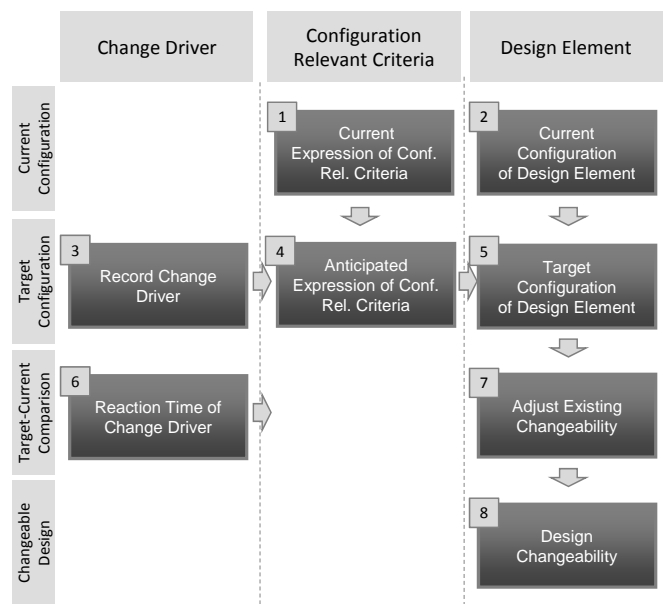 Change Driver
Configuration
Relevant Criteria
Design Element
Current
Configuration
1
Current
Expression of Conf.
Rel. Criteria
2
Current
Configuration
of Design Element
Target
Configuration
3
Record Change
Driver
4
Anticipated
Expression of Conf.
Rel. Criteria
5
Target
Configuration
of Design Element
Target-Current
Comparison
6
Reaction Time of
Change Driver
7
Adjust Existing
Changeability
Changeable
Design
8
Design
Changeability